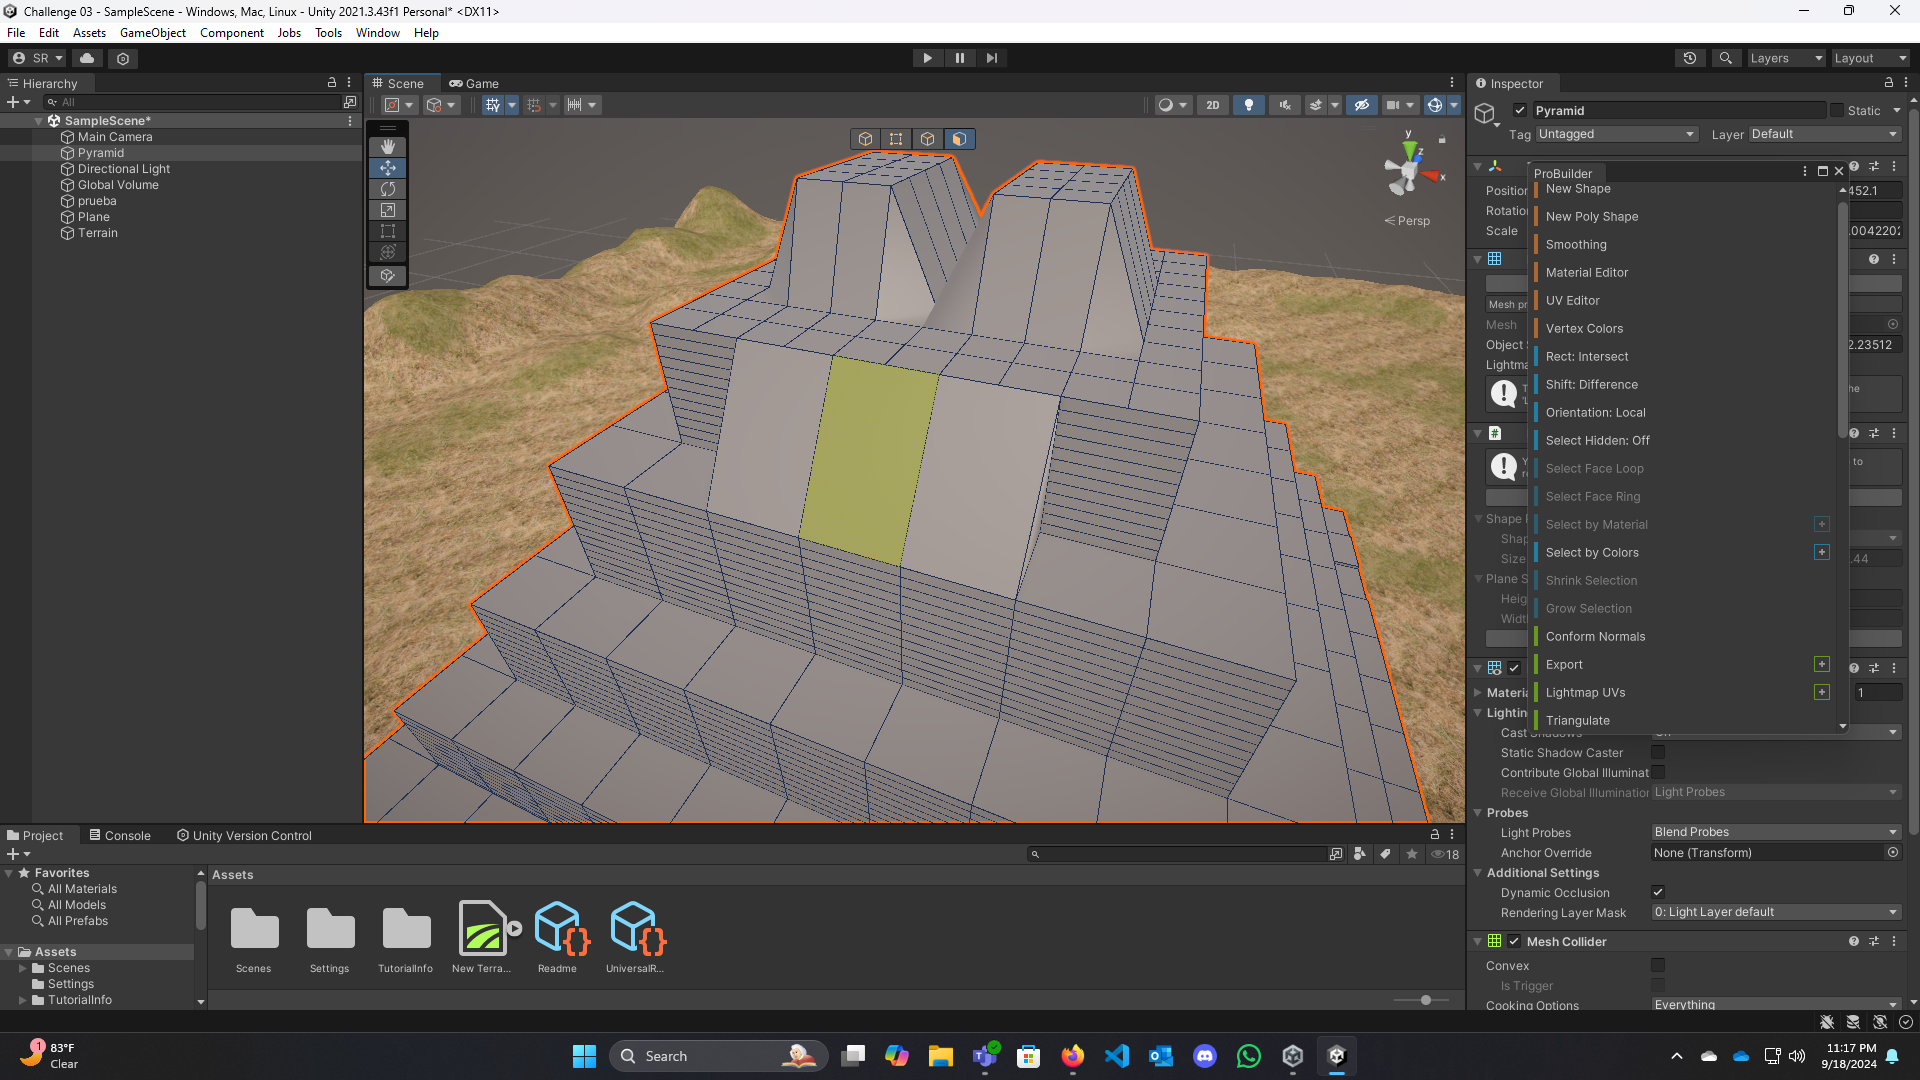 Challenge 03 - SampleScene - Windows, Mac, Linux - Unity 2021.3.43f1 Personal* <DX11>
File Edit Assets GameObject Component Jobs Tools Window Help
SR
Layers Layout
Hierarchy
All
SampleScene*
Main Camera
Pyramid
Directional Light
Global Volume
prueba
Plane
Terrain
Scene Game
2D
y
z
x
Persp
Inspector
Pyramid
Static
Tag Untagged Layer Default
Position 452.1
Rotation
Scale .0042202
Mesh pr
Mesh
Object S 2.23512
Lightma
he
to
Shape
Shap
Size .44
Plane S
Heig
Widt
ProBuilder
New Shape
New Poly Shape
Smoothing
Material Editor
UV Editor
Vertex Colors
Rect: Intersect
Shift: Difference
Orientation: Local
Select Hidden: Off
Select Face Loop
Select Face Ring
Select by Material
Select by Colors
Shrink Selection
Grow Selection
Conform Normals
Export
Lightmap UVs
Triangulate
Materia 1
Lightin
Cast Shadows
Static Shadow Caster
Contribute Global Illuminat
Receive Global Illumination Light Probes
Probes
Light Probes Blend Probes
Anchor Override None (Transform)
Additional Settings
Dynamic Occlusion
Rendering Layer Mask 0: Light Layer default
Mesh Collider
Convex
Is Trigger
Cooking Options Everything
Project Console Unity Version Control
18
Favorites
All Materials
All Models
All Prefabs
Assets
Scenes
Settings
TutorialInfo
Assets
Scenes Settings TutorialInfo New Terra... Readme UniversalR...
1
83°F
Clear
Search
11:17 PM
9/18/2024